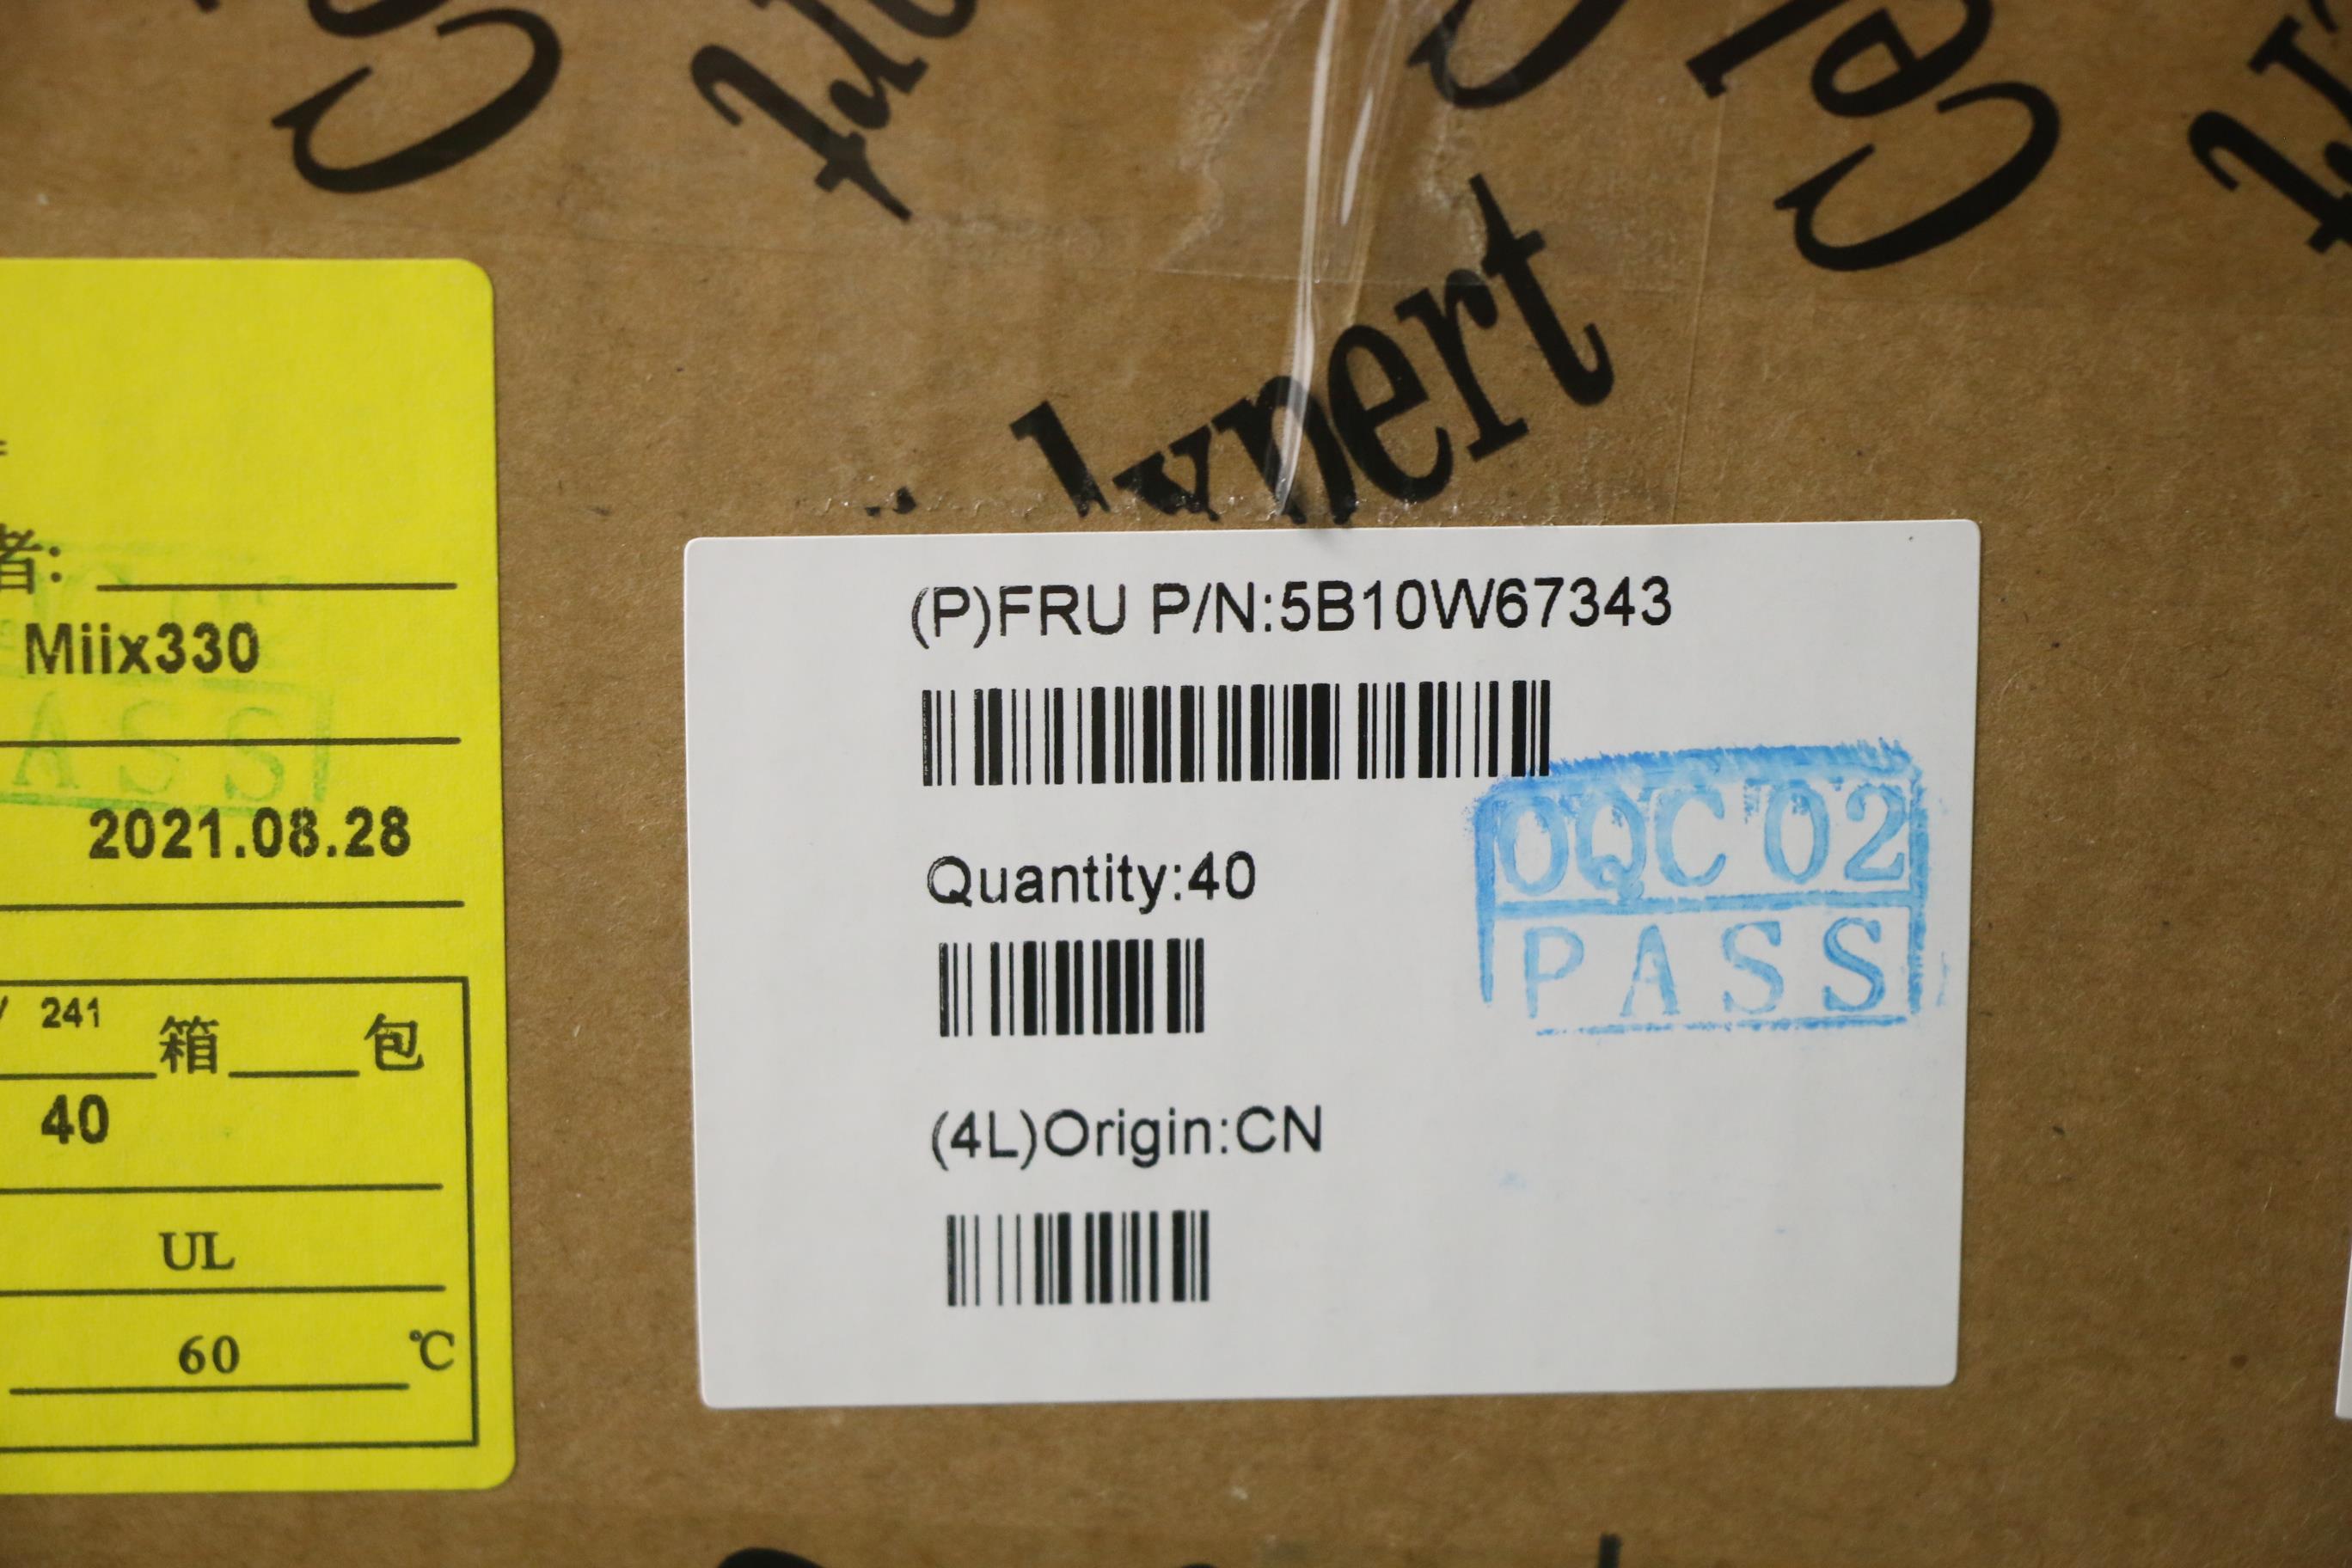 者:
Miix330
2021.08.28
241 箱 包
40
UL
60 ℃
(P)FRU P/N:5B10W67343
Quantity:40
(4L)Origin:CN
OQC 02
PASS